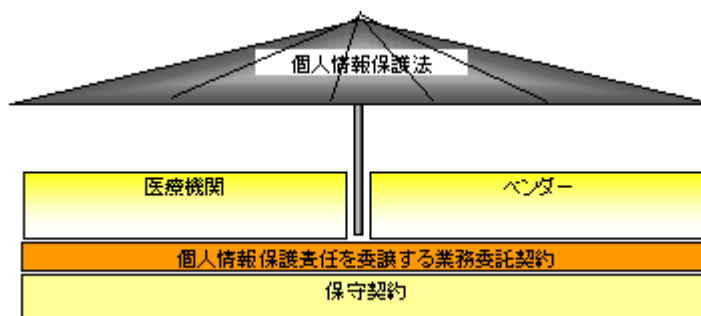 個人情報保護法
医療機関
ベンダー
個人情報保護責任を委譲する業務委託契約
保守契約